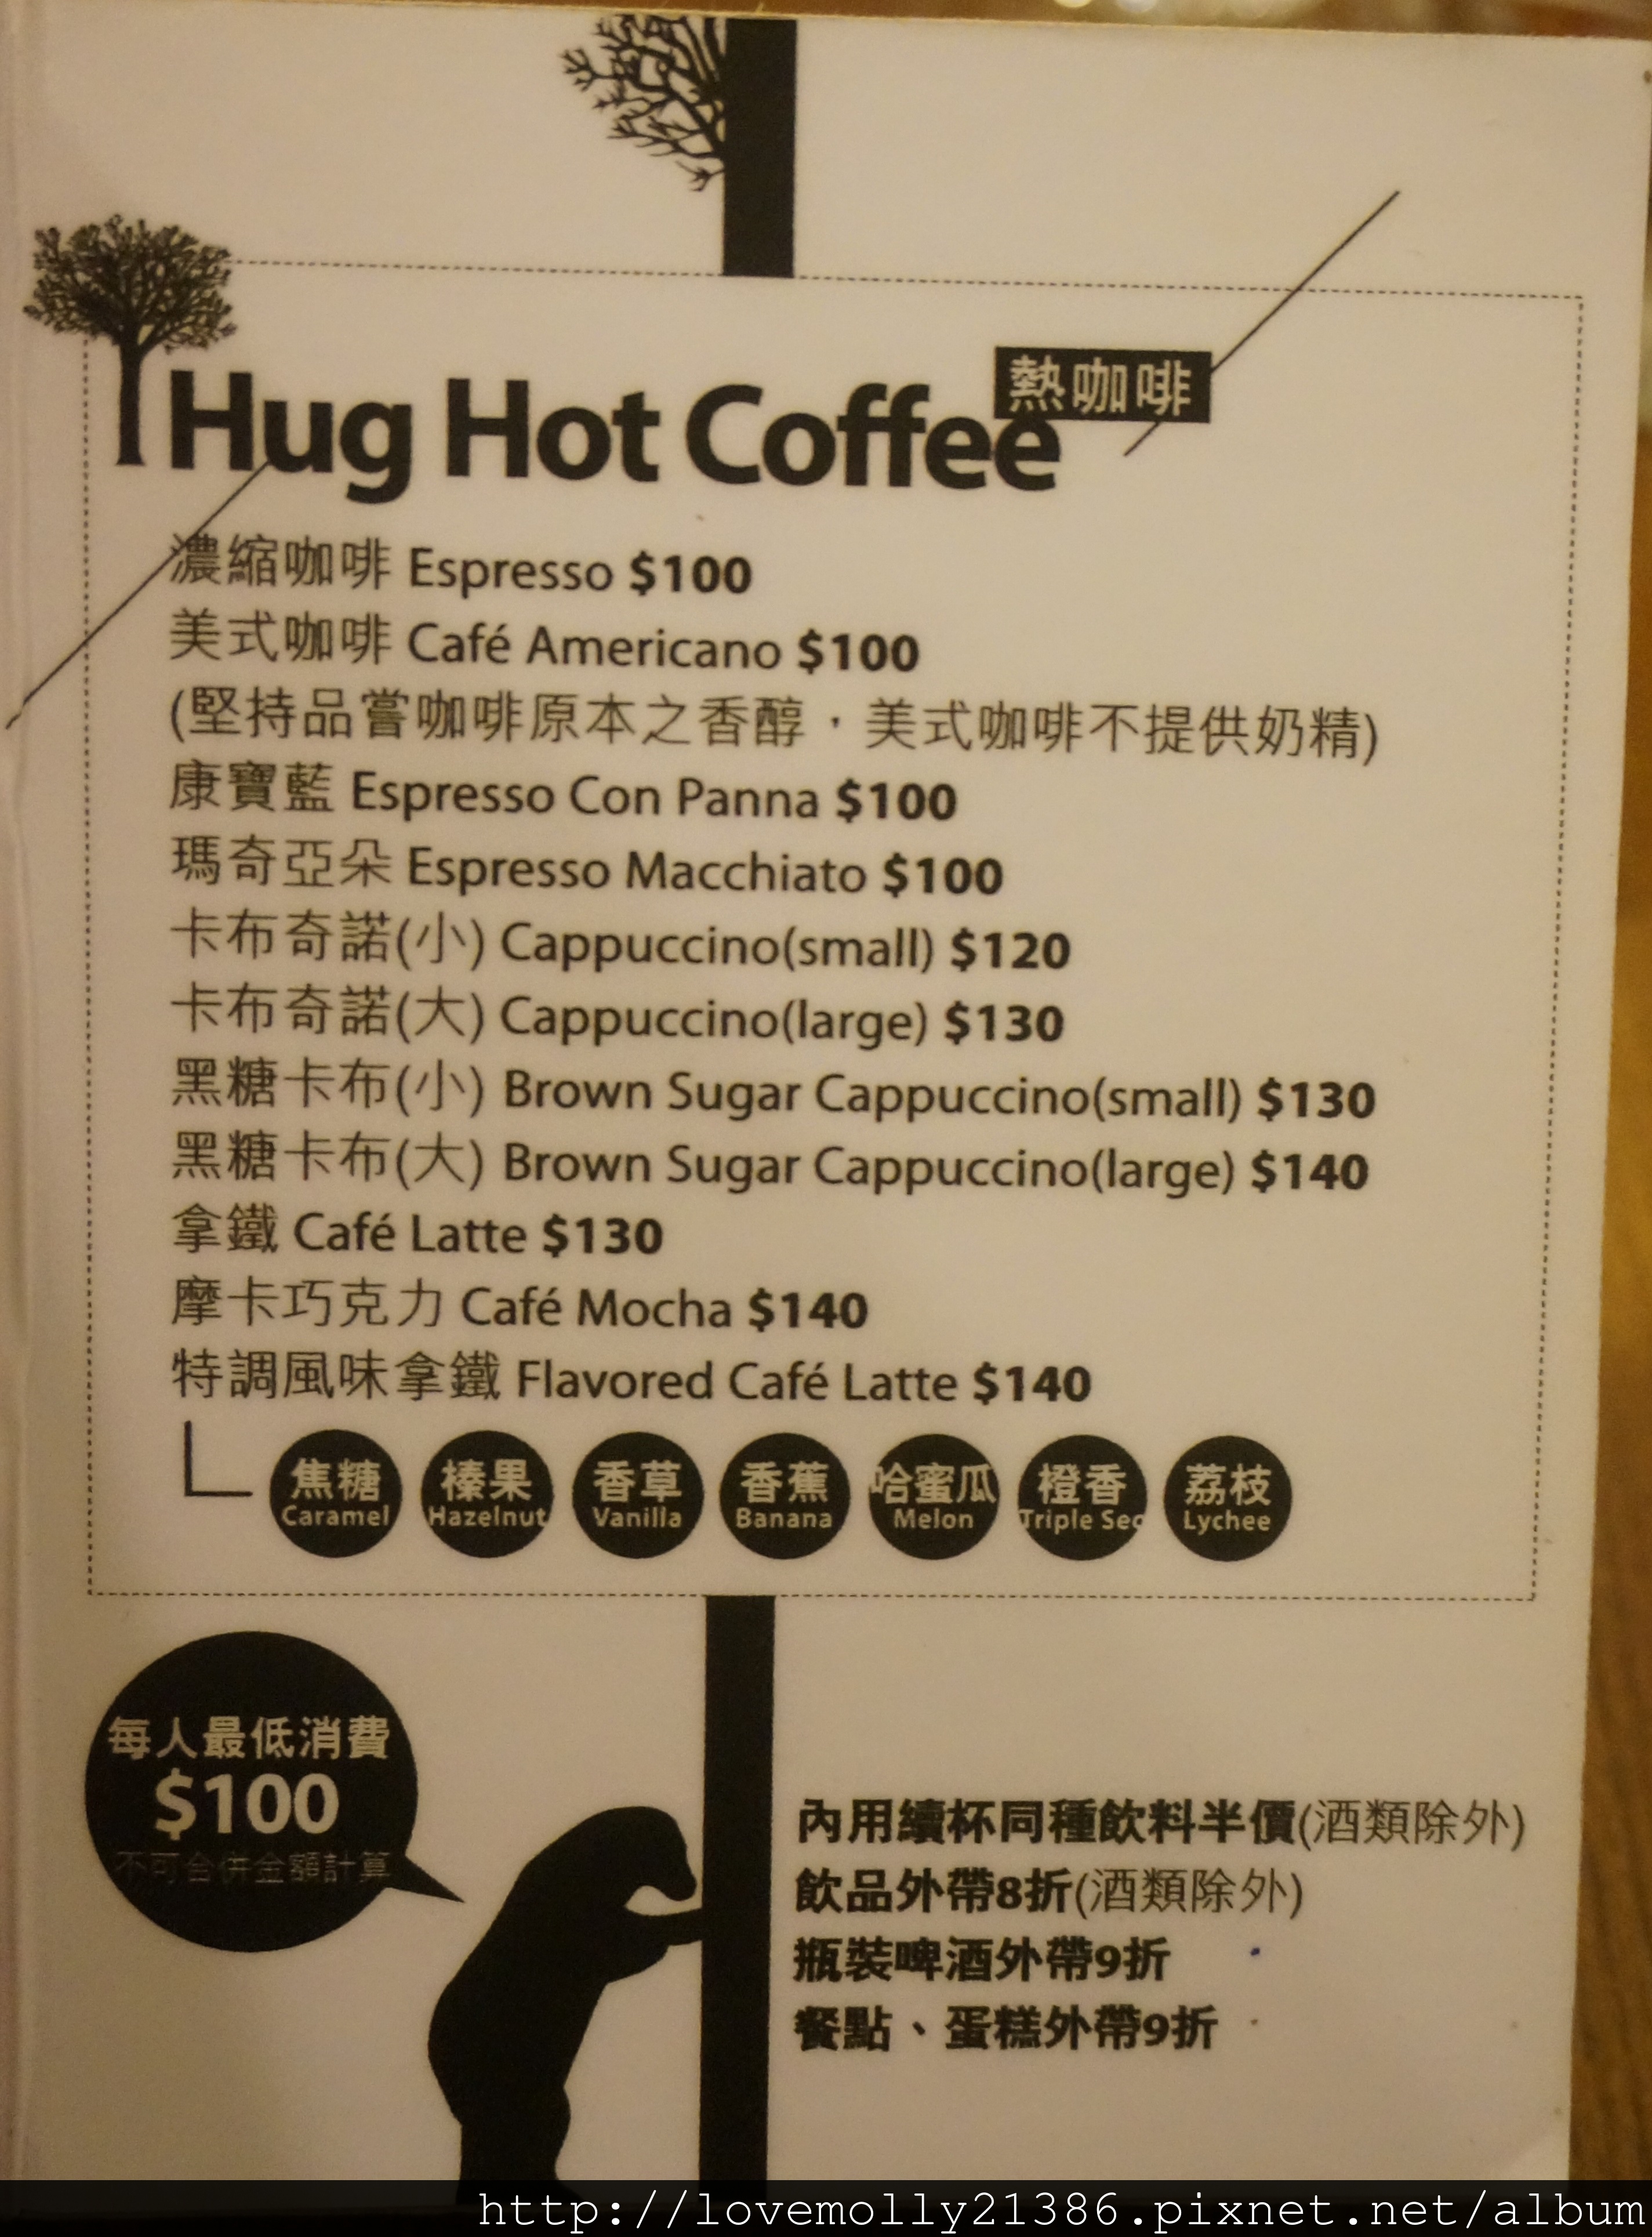 熱咖啡
Hug Hot Coffee
濃縮咖啡 Espresso $100
美式咖啡 Café Americano $100
(堅持品嘗咖啡原本之香醇，美式咖啡不提供奶精)
康寶藍 Espresso Con Panna $100
瑪奇亞朵 Espresso Macchiato $100
卡布奇諾(小) Cappuccino(small) $120
卡布奇諾(大) Cappuccino(large) $130
黑糖卡布(小) Brown Sugar Cappuccino(small) $130
黑糖卡布(大) Brown Sugar Cappuccino(large) $140
拿鐵 Café Latte $130
摩卡巧克力 Café Mocha $140
特調風味拿鐵 Flavored Café Latte $140
焦糖 榛果 香草 香蕉 哈蜜瓜 橙香 荔枝
Caramel Hazelnut Vanilla Banana Melon Triple Sec Lychee
每人最低消費
$100
不可合併金額計算
內用續杯同種飲料半價(酒類除外)
飲品外帶8折(酒類除外)
瓶裝啤酒外帶9折
餐點、蛋糕外帶9折
http://lovemolly21386.pixnet.net/album